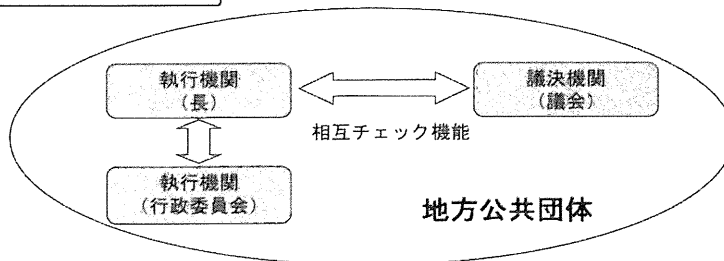 執行機関
（長）
議決機関
（議会）
相互チェック機能
執行機関
（行政委員会）
地方公共団体